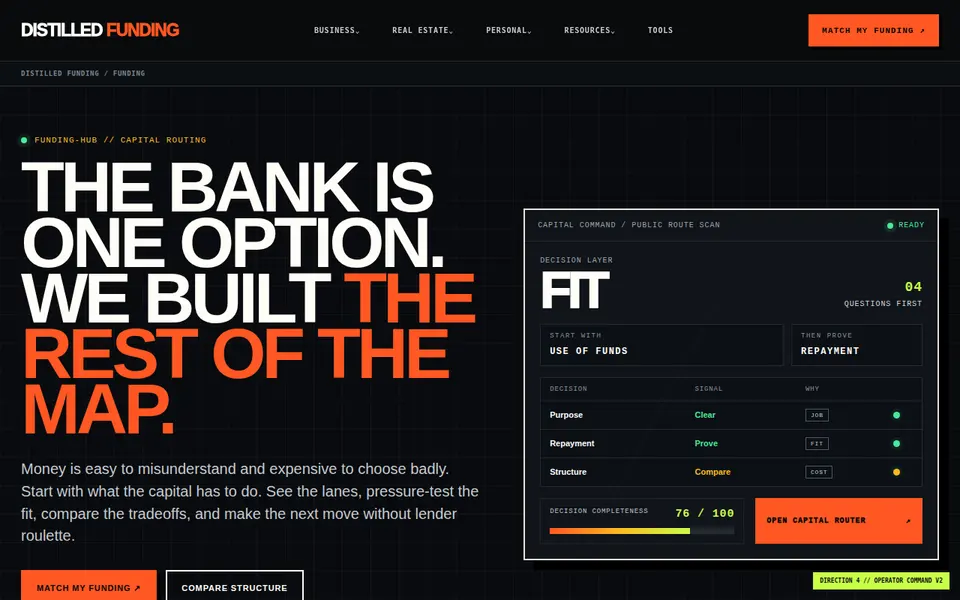 DISTILLED FUNDING
BUSINESS⌄ REAL ESTATE⌄ PERSONAL⌄ RESOURCES⌄ TOOLS
MATCH MY FUNDING ↗
DISTILLED FUNDING / FUNDING
FUNDING-HUB // CAPITAL ROUTING
THE BANK IS
ONE OPTION.
WE BUILT THE
REST OF THE
MAP.
Money is easy to misunderstand and expensive to choose badly.
Start with what the capital has to do. See the lanes, pressure-test the
fit, compare the tradeoffs, and make the next move without lender
roulette.
MATCH MY FUNDING ↗
COMPARE STRUCTURE
CAPITAL COMMAND / PUBLIC ROUTE SCAN
READY
DECISION LAYER
FIT
04
QUESTIONS FIRST
START WITH
USE OF FUNDS
THEN PROVE
REPAYMENT
DECISION SIGNAL WHY
Purpose Clear JOB
Repayment Prove FIT
Structure Compare COST
DECISION COMPLETENESS 76 / 100
OPEN CAPITAL ROUTER ↗
DIRECTION 4 // OPERATOR COMMAND V2